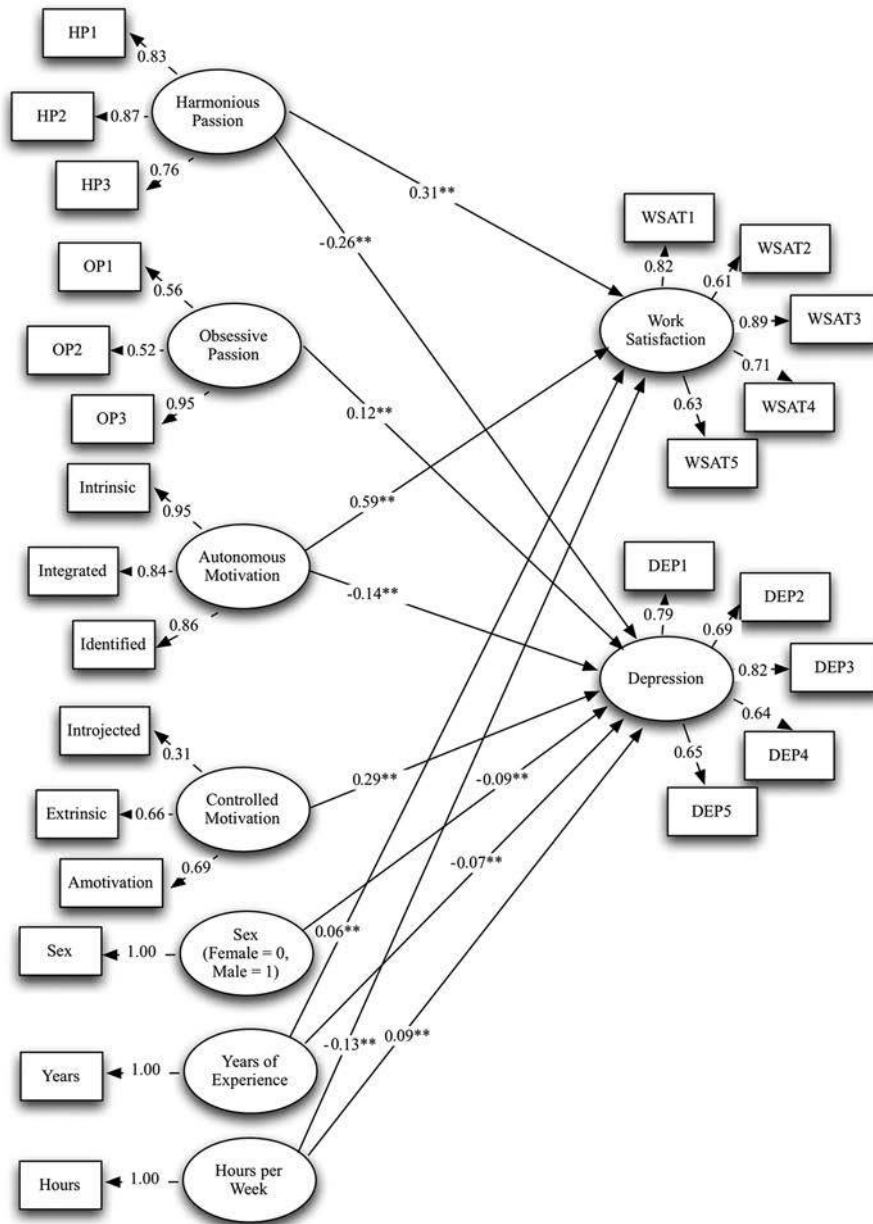 HP1
0.83
HP2
0.87
HP3
0.76
Harmonious
Passion
0.31**
-0.26**
OP1
0.56
OP2
0.52
OP3
0.95
Obsessive
Passion
0.12**
Intrinsic
0.95
Integrated
0.84
Identified
0.86
Autonomous
Motivation
0.59**
-0.14**
Introjected
0.31
Extrinsic
0.66
Amotivation
0.69
Controlled
Motivation
0.29**
Sex
1.00
Sex
(Female = 0,
Male = 1)
-0.09**
Years
1.00
Years of
Experience
0.06**
-0.07**
Hours
1.00
Hours per
Week
-0.13**
0.09**
WSAT1
0.82
WSAT2
0.61
Work
Satisfaction
0.89
WSAT3
0.71
WSAT4
0.63
WSAT5
DEP1
0.79
DEP2
0.69
Depression
0.82
DEP3
0.64
DEP4
0.65
DEP5